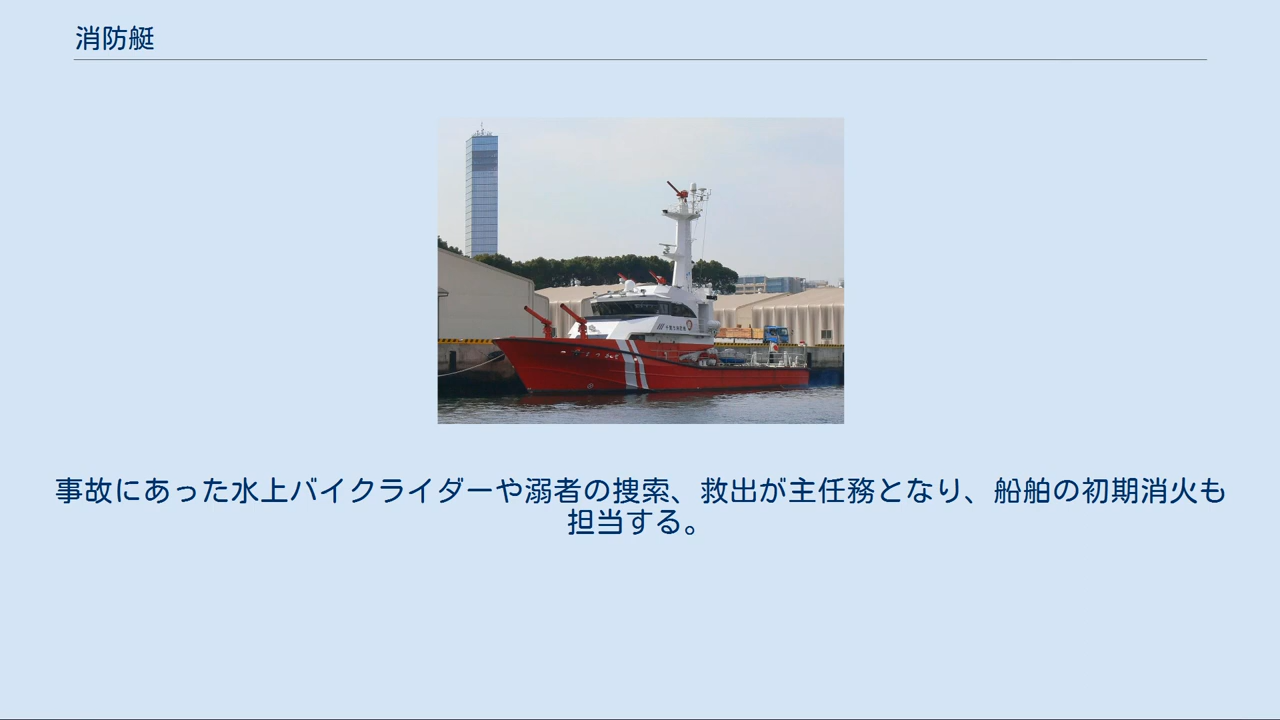 消防艇
事故にあった水上バイクライダーや溺者の捜索、救出が主任務となり、船舶の初期消火も
担当する。